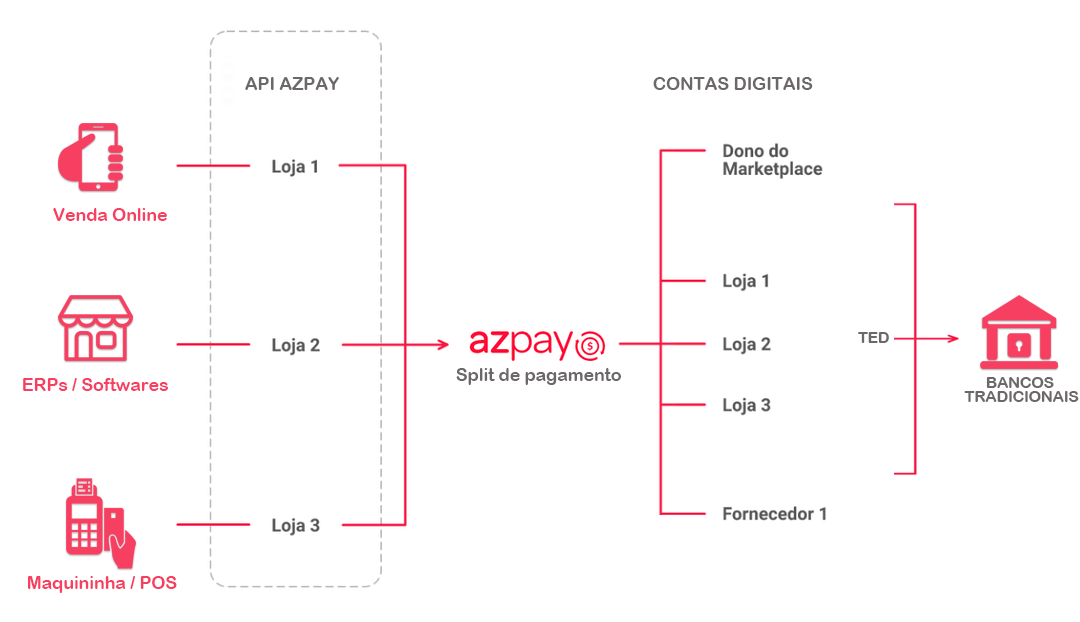 API AZPAY
CONTAS DIGITAIS
Venda Online
Loja 1
ERPs / Softwares
Loja 2
Maquininha / POS
Loja 3
azpay $
Split de pagamento
Dono do
Marketplace
Loja 1
Loja 2
Loja 3
Fornecedor 1
TED
BANCOS
TRADICIONAIS